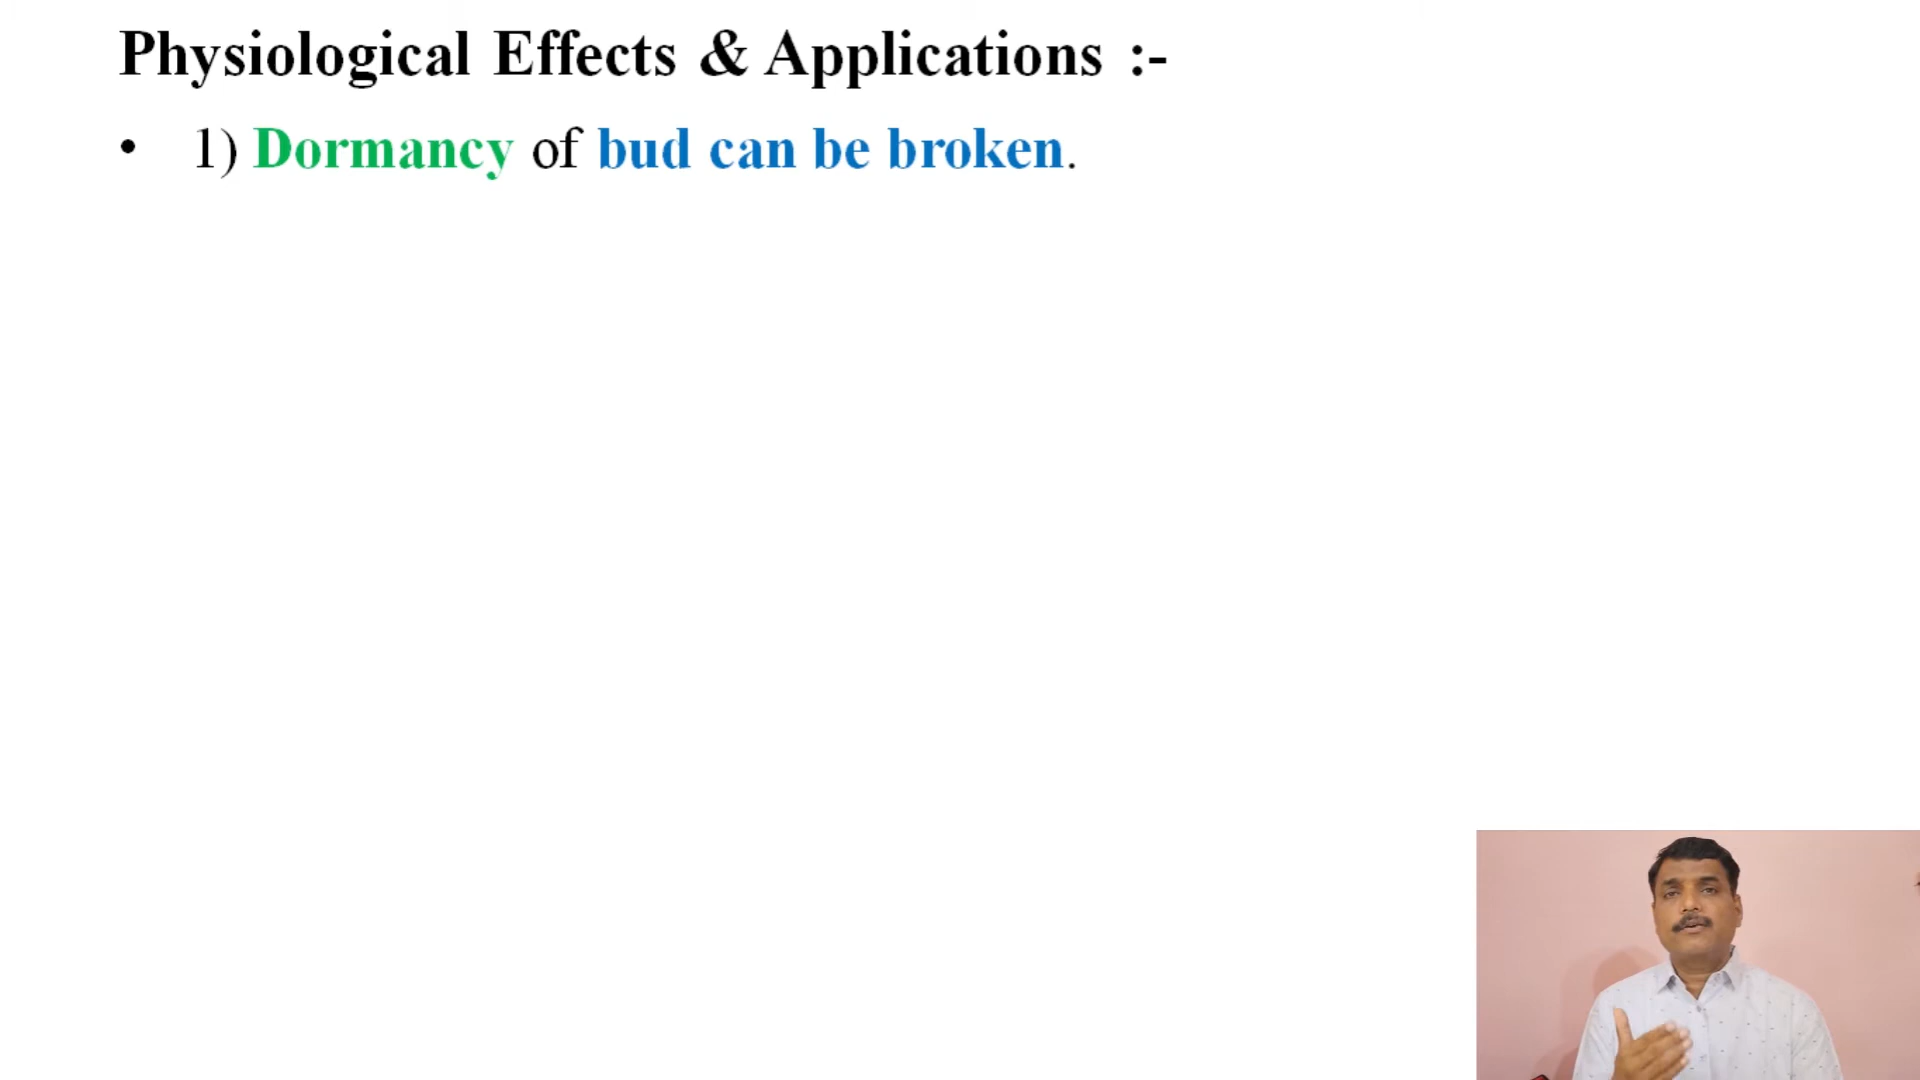 Physiological Effects & Applications :-
• 1) Dormancy of bud can be broken.